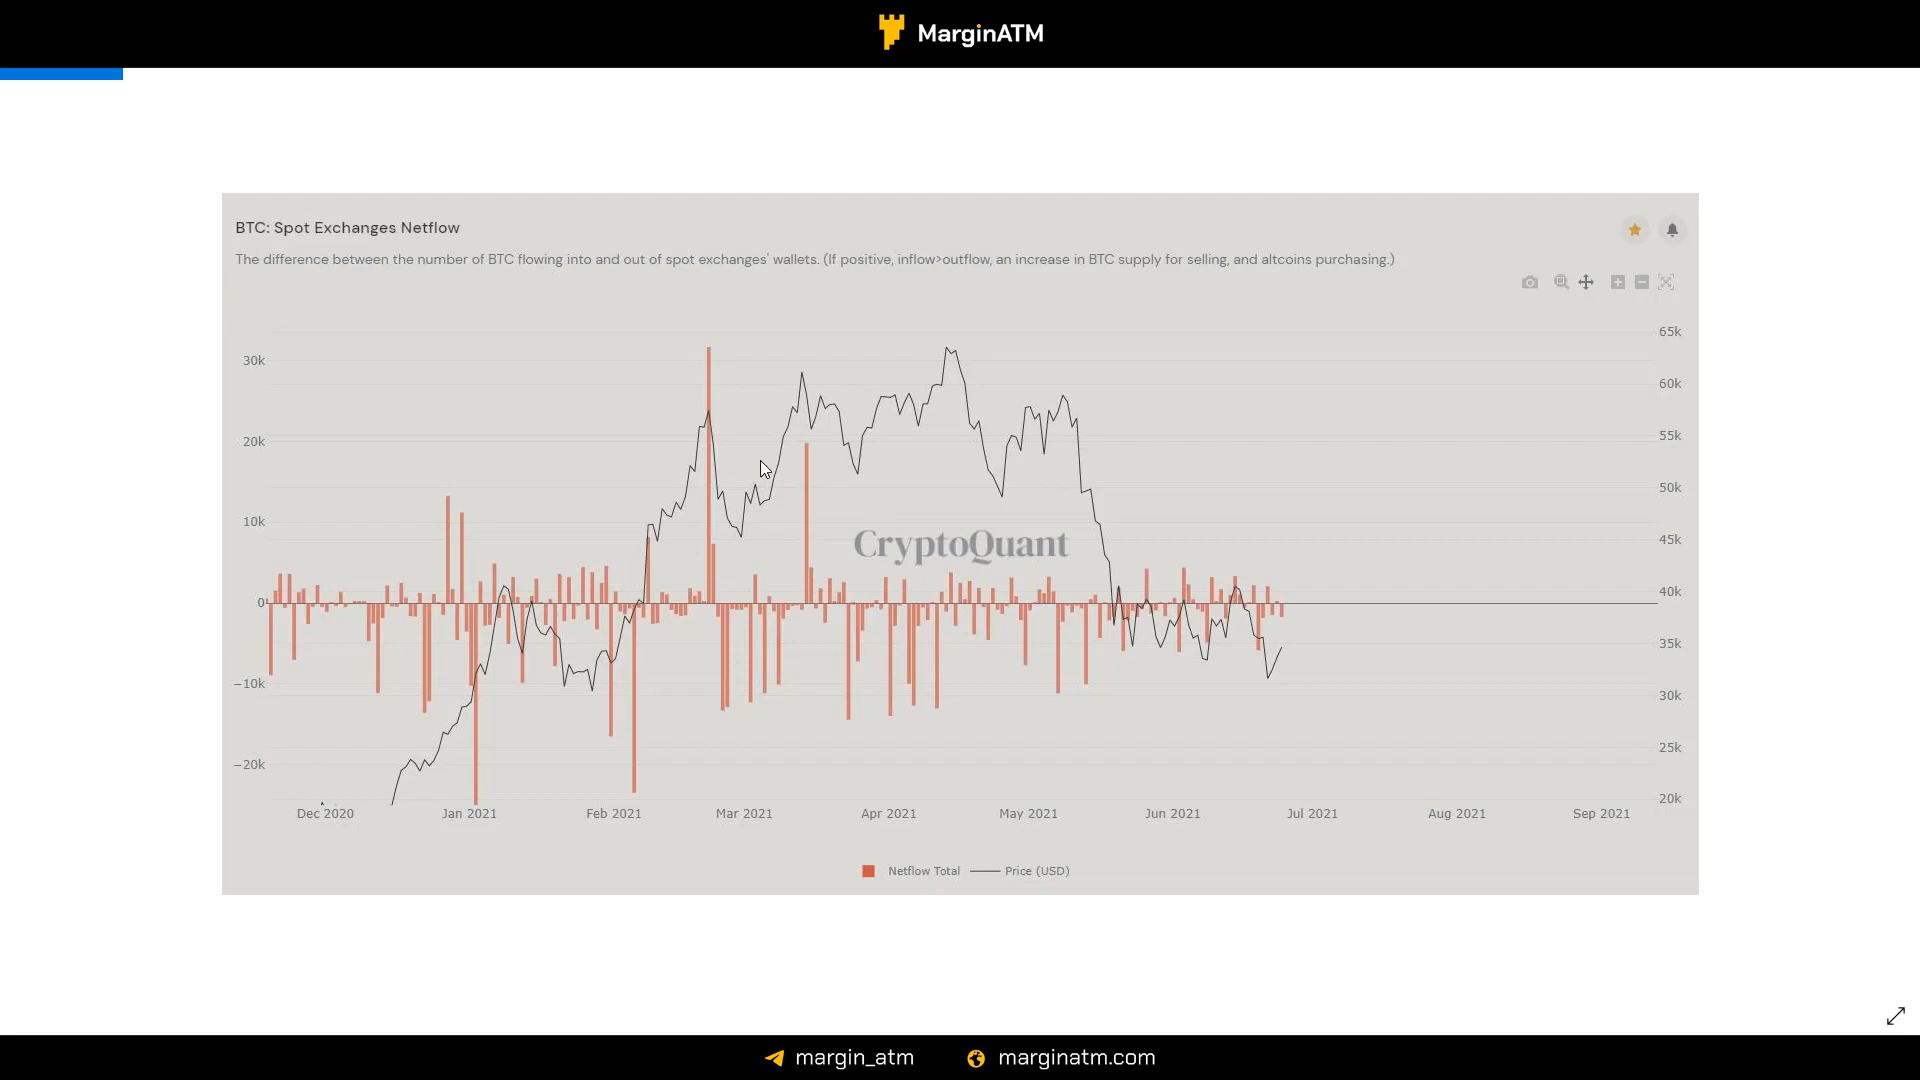 MarginATM
BTC: Spot Exchanges Netflow
The difference between the number of BTC flowing into and out of spot exchanges' wallets. (If positive, inflow>outflow, an increase in BTC supply for selling, and altcoins purchasing.)
65k
30k
60k
20k
55k
50k
10k
CryptoQuant
45k
0
40k
35k
−10k
30k
25k
−20k
20k
Dec 2020 Jan 2021 Feb 2021 Mar 2021 Apr 2021 May 2021 Jun 2021 Jul 2021 Aug 2021 Sep 2021
Netflow Total Price (USD)
margin_atm marginatm.com